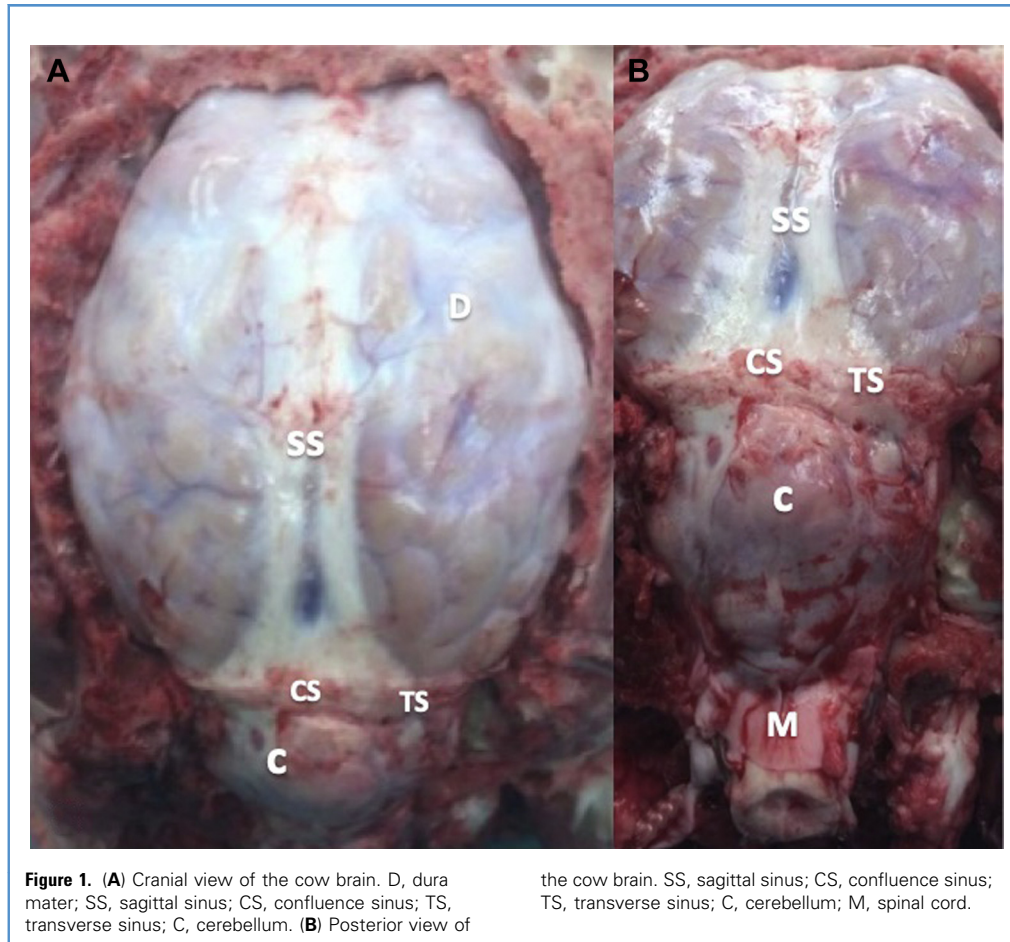 A
B
SS
D
SS
CS
TS
CS
TS
C
C
M
Figure 1. (A) Cranial view of the cow brain. D, dura
mater; SS, sagittal sinus; CS, confluence sinus; TS,
transverse sinus; C, cerebellum. (B) Posterior view of
the cow brain. SS, sagittal sinus; CS, confluence sinus;
TS, transverse sinus; C, cerebellum; M, spinal cord.